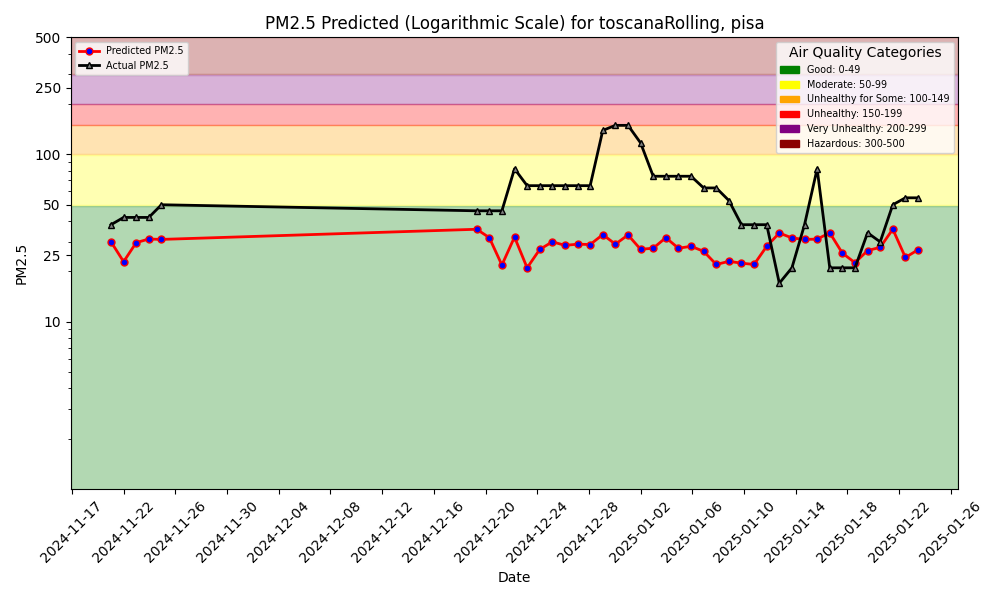 PM2.5 Predicted (Logarithmic Scale) for toscanaRolling, pisa
Predicted PM2.5
Actual PM2.5
Air Quality Categories
Good: 0-49
Moderate: 50-99
Unhealthy for Some: 100-149
Unhealthy: 150-199
Very Unhealthy: 200-299
Hazardous: 300-500
500
250
100
50
25
10
PM2.5
2024-11-17
2024-11-22
2024-11-26
2024-11-30
2024-12-04
2024-12-08
2024-12-12
2024-12-16
2024-12-20
2024-12-24
2024-12-28
2025-01-02
2025-01-06
2025-01-10
2025-01-14
2025-01-18
2025-01-22
2025-01-26
Date